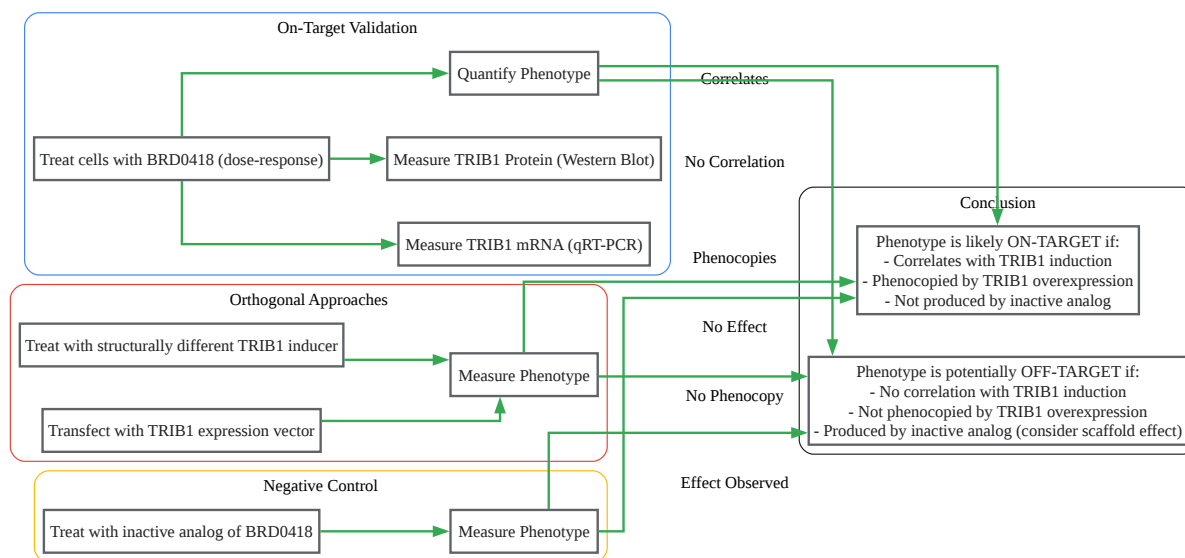 On-Target Validation
Quantify Phenotype
Correlates
Treat cells with BRD0418 (dose-response)
Measure TRIB1 Protein (Western Blot)
No Correlation
Measure TRIB1 mRNA (qRT-PCR)
Conclusion
Phenotype is likely ON-TARGET if:
- Correlates with TRIB1 induction
- Phenocopied by TRIB1 overexpression
- Not produced by inactive analog
Phenocopies
Orthogonal Approaches
Treat with structurally different TRIB1 inducer
No Effect
Measure Phenotype
Transfect with TRIB1 expression vector
No Phenocopy
Phenotype is potentially OFF-TARGET if:
- No correlation with TRIB1 induction
- Not phenocopied by TRIB1 overexpression
- Produced by inactive analog (consider scaffold effect)
Negative Control
Effect Observed
Treat with inactive analog of BRD0418
Measure Phenotype